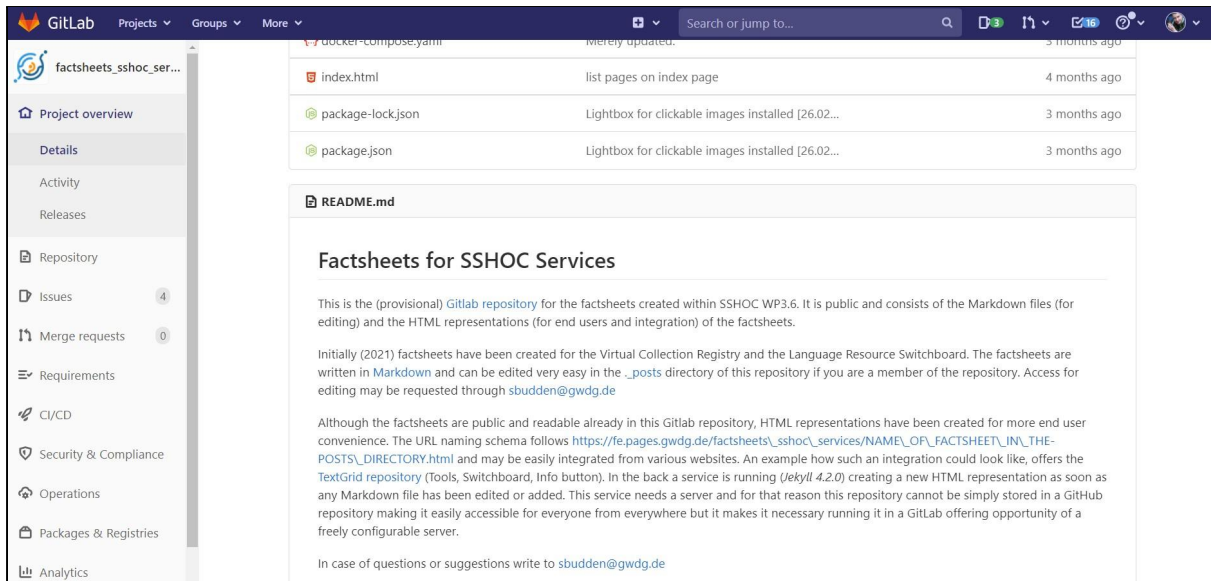 GitLab Projects Groups More Search or jump to... 3 16
factsheets_sshoc_ser...
Project overview
Details
Activity
Releases
Repository
Issues 4
Merge requests 0
Requirements
CI/CD
Security & Compliance
Operations
Packages & Registries
Analytics
docker-compose.yaml Merely updated. 3 months ago
index.html list pages on index page 4 months ago
package-lock.json Lightbox for clickable images installed [26.02... 3 months ago
package.json Lightbox for clickable images installed [26.02... 3 months ago
README.md
Factsheets for SSHOC Services
This is the (provisional) Gitlab repository for the factsheets created within SSHOC WP3.6. It is public and consists of the Markdown files (for
editing) and the HTML representations (for end users and integration) of the factsheets.
Initially (2021) factsheets have been created for the Virtual Collection Registry and the Language Resource Switchboard. The factsheets are
written in Markdown and can be edited very easy in the ._posts directory of this repository if you are a member of the repository. Access for
editing may be requested through sbudden@gwdg.de
Although the factsheets are public and readable already in this Gitlab repository, HTML representations have been created for more end user
convenience. The URL naming schema follows https://fe.pages.gwdg.de/factsheets\_sshoc\_services/NAME\_OF\_FACTSHEET\_IN\_THE-
POSTS\_DIRECTORY.html and may be easily integrated from various websites. An example how such an integration could look like, offers the
TextGrid repository (Tools, Switchboard, Info button). In the back a service is running (Jekyll 4.2.0) creating a new HTML representation as soon as
any Markdown file has been edited or added. This service needs a server and for that reason this repository cannot be simply stored in a GitHub
repository making it easily accessible for everyone from everywhere but it makes it necessary running it in a GitLab offering opportunity of a
freely configurable server.
In case of questions or suggestions write to sbudden@gwdg.de